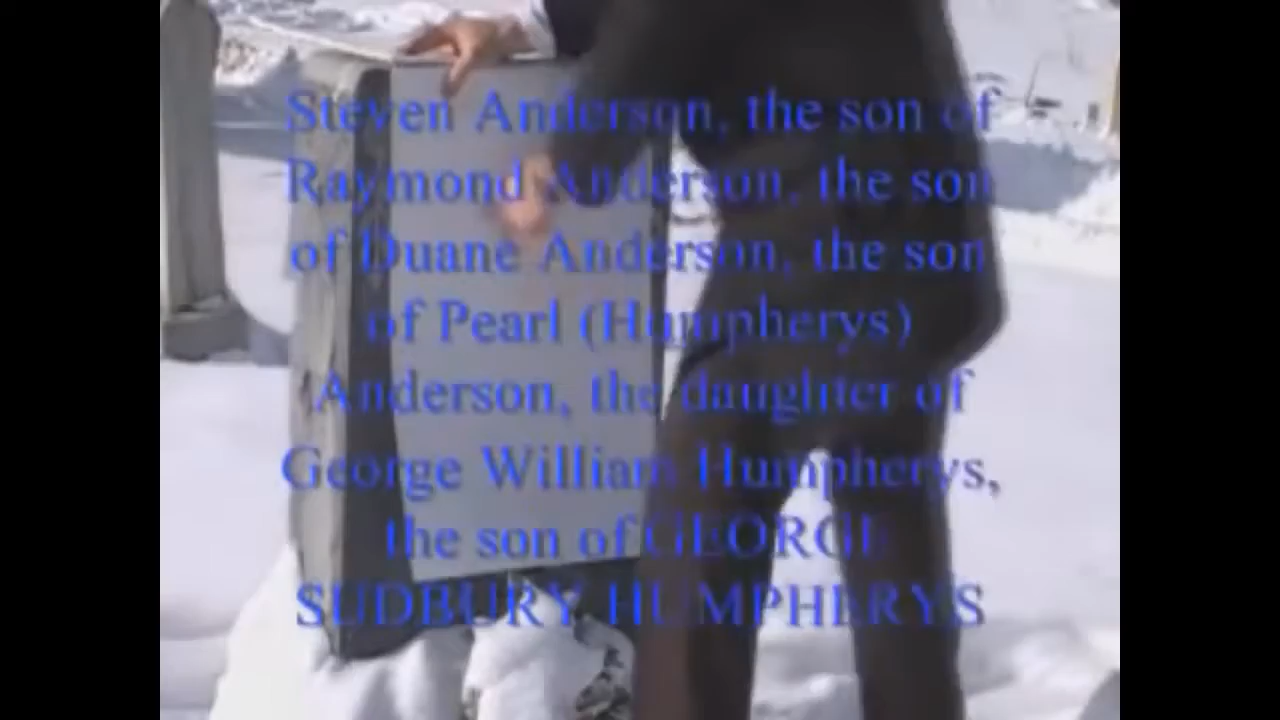 Steven Anderson, the son of
Raymond Anderson, the son
of Duane Anderson, the son
of Pearl (Humpherys)
Anderson, the daughter of
George William Humpherys,
the son of GEORGE
SUDBURY HUMPHERYS